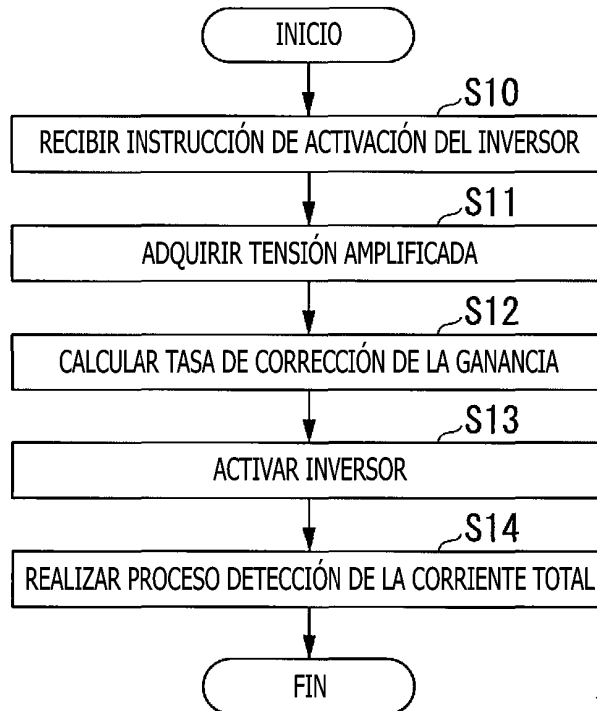 INICIO
S10
RECIBIR INSTRUCCIÓN DE ACTIVACIÓN DEL INVERSOR
S11
ADQUIRIR TENSIÓN AMPLIFICADA
S12
CALCULAR TASA DE CORRECCIÓN DE LA GANANCIA
S13
ACTIVAR INVERSOR
S14
REALIZAR PROCESO DETECCIÓN DE LA CORRIENTE TOTAL
FIN